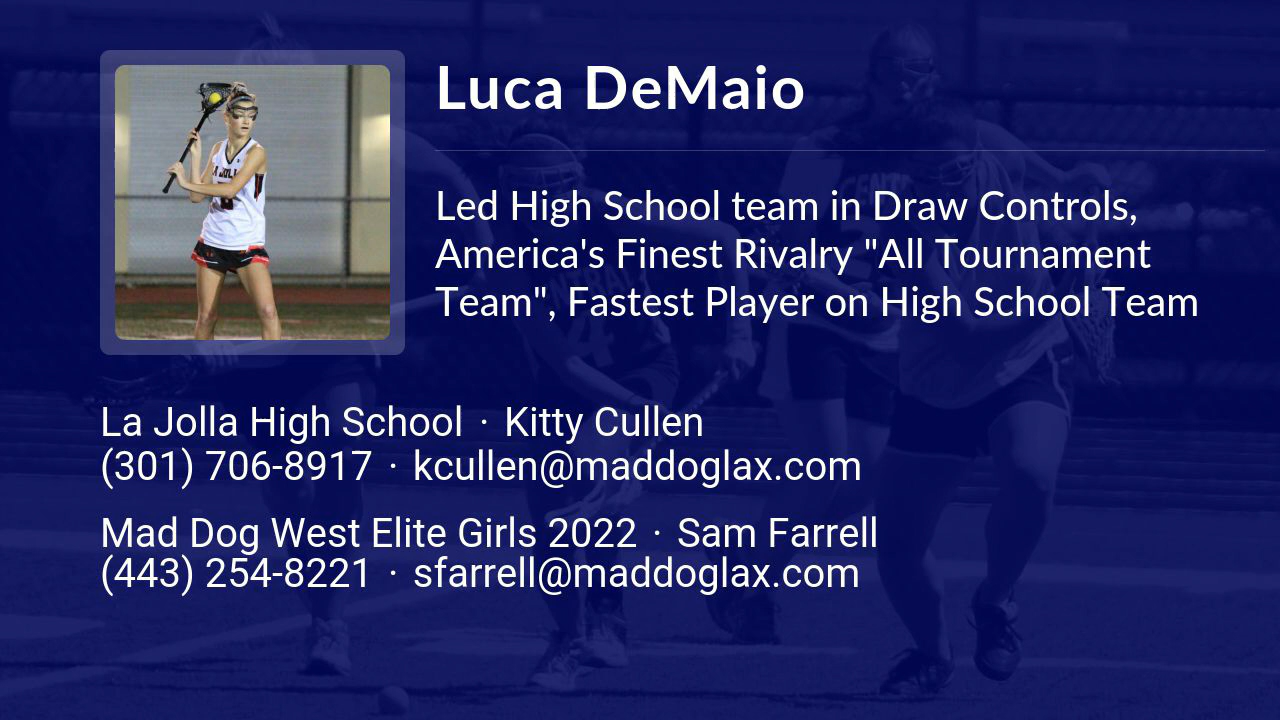 Luca DeMaio
Led High School team in Draw Controls,
America's Finest Rivalry "All Tournament
Team", Fastest Player on High School Team
La Jolla High School · Kitty Cullen
(301) 706-8917 · kcullen@maddoglax.com
Mad Dog West Elite Girls 2022 · Sam Farrell
(443) 254-8221 · sfarrell@maddoglax.com